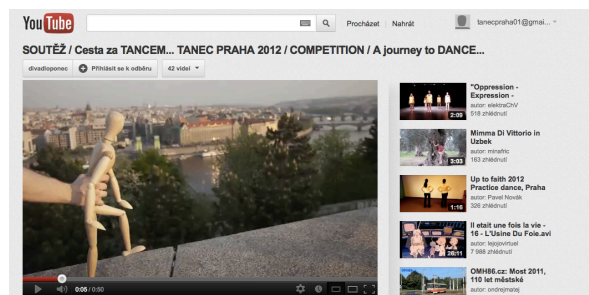 YouTube
Procházet | Nahrát
tanecpraha01@gmai...
SOUTĚŽ / Cesta za TANCEM... TANEC PRAHA 2012 / COMPETITION / A journey to DANCE...
divadloponec
Přihlásit se k odběru
42 videí
0:05 / 0:50
"Oppression -
Expression -
autor: elektraChV
518 zhlédnutí
2:09
Mimma Di Vittorio in
Uzbek
autor: minafric
163 zhlédnutí
3:03
Up to faith 2012
Practice dance, Praha
autor: Pavel Novák
326 zhlédnutí
1:16
Il etait une fois la vie -
16 - L'Usine Du Foie.avi
autor: lejojovirtuel
7 988 zhlédnutí
26:11
OMH86.cz: Most 2011,
110 let městské
autor: ondrejmatej